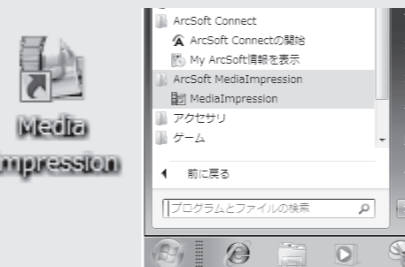 Media
Impression
ArcSoft Connect
ArcSoft Connectの開始
My ArcSoft情報を表示
ArcSoft MediaImpression
MediaImpression
アクセサリ
ゲーム
前に戻る
プログラムとファイルの検索